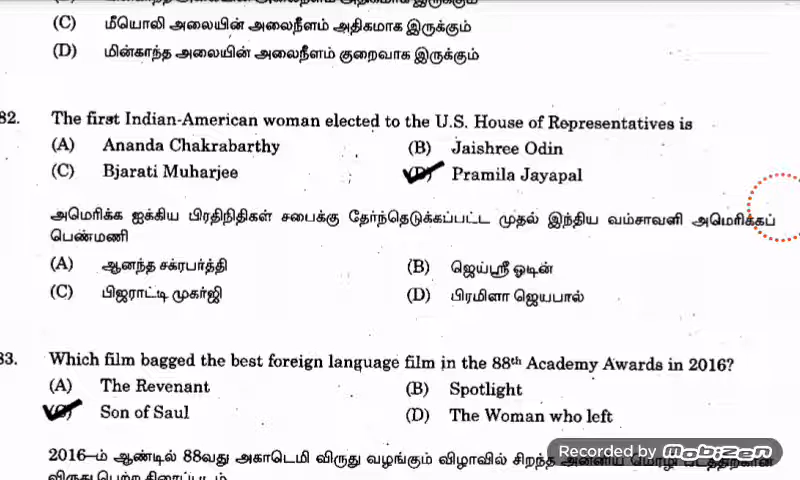 (C) மீயொலி அலையின் அலைநீளம் அதிகமாக இருக்கும்
(D) மின்காந்த அலையின் அலைநீளம் குறைவாக இருக்கும்
82. The first Indian-American woman elected to the U.S. House of Representatives is
(A) Ananda Chakrabarthy (B) Jaishree Odin
(C) Bjarati Muharjee (D) Pramila Jayapal
அமெரிக்க ஐக்கிய பிரதிநிதிகள் சபைக்கு தேர்ந்தெடுக்கப்பட்ட முதல் இந்திய வம்சாவளி அமெரிக்கப்
பெண்மணி
(A) ஆனந்த சக்ரபர்த்தி (B) ஜெய்ஸ்ரீ ஓடின்
(C) பிஜராட்டி முகர்ஜி (D) பிரமிளா ஜெயபால்
83. Which film bagged the best foreign language film in the 88th Academy Awards in 2016?
(A) The Revenant (B) Spotlight
(C) Son of Saul (D) The Woman who left
Recorded by Mobizen
2016–ம் ஆண்டில் 88வது அகாடெமி விருது வழங்கும் விழாவில் சிறந்த